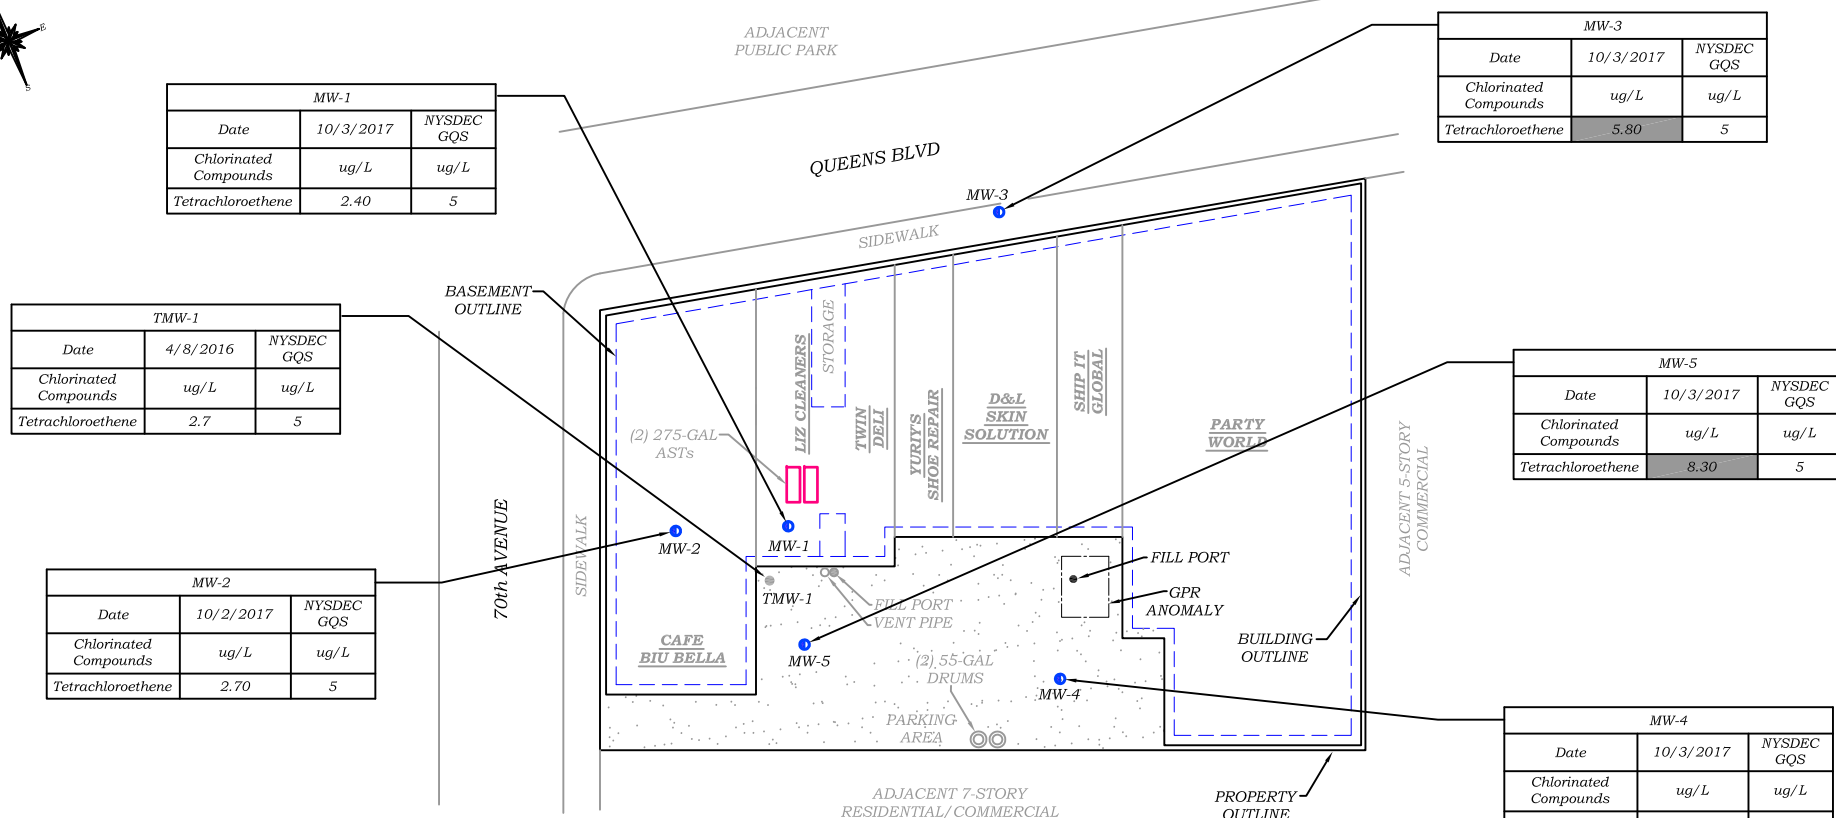 E
S
ADJACENT
PUBLIC PARK
MW-3
Date 10/3/2017 NYSDEC GQS
Chlorinated Compounds ug/L ug/L
Tetrachloroethene 5.80 5
MW-1
Date 10/3/2017 NYSDEC GQS
Chlorinated Compounds ug/L ug/L
Tetrachloroethene 2.40 5
QUEENS BLVD
MW-3
SIDEWALK
BASEMENT
OUTLINE
TMW-1
Date 4/8/2016 NYSDEC GQS
Chlorinated Compounds ug/L ug/L
Tetrachloroethene 2.7 5
LIZ CLEANERS
STORAGE
TWIN
DELI
YURIY'S
SHOE REPAIR
D&L
SKIN
SOLUTION
SHIP IT
GLOBAL
PARTY
WORLD
MW-5
Date 10/3/2017 NYSDEC GQS
Chlorinated Compounds ug/L ug/L
Tetrachloroethene 8.30 5
ADJACENT 5-STORY
COMMERCIAL
(2) 275-GAL
ASTs
70th AVENUE
SIDEWALK
MW-2
MW-1
TMW-1
FILL PORT
VENT PIPE
FILL PORT
GPR
ANOMALY
MW-2
Date 10/2/2017 NYSDEC GQS
Chlorinated Compounds ug/L ug/L
Tetrachloroethene 2.70 5
CAFE
BIU BELLA
MW-5
(2) 55-GAL
DRUMS
MW-4
BUILDING
OUTLINE
PARKING
AREA
MW-4
Date 10/3/2017 NYSDEC GQS
Chlorinated Compounds ug/L ug/L
ADJACENT 7-STORY
RESIDENTIAL/COMMERCIAL
PROPERTY
OUTLINE